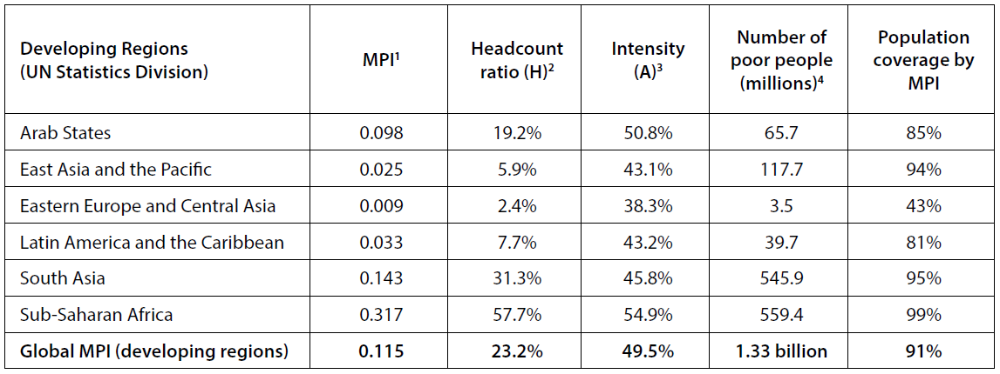 Developing Regions
(UN Statistics Division)
MPI¹
Headcount
ratio (H)²
Intensity
(A)³
Number of
poor people
(millions)⁴
Population
coverage by
MPI
Arab States 0.098 19.2% 50.8% 65.7 85%
East Asia and the Pacific 0.025 5.9% 43.1% 117.7 94%
Eastern Europe and Central Asia 0.009 2.4% 38.3% 3.5 43%
Latin America and the Caribbean 0.033 7.7% 43.2% 39.7 81%
South Asia 0.143 31.3% 45.8% 545.9 95%
Sub-Saharan Africa 0.317 57.7% 54.9% 559.4 99%
Global MPI (developing regions) 0.115 23.2% 49.5% 1.33 billion 91%